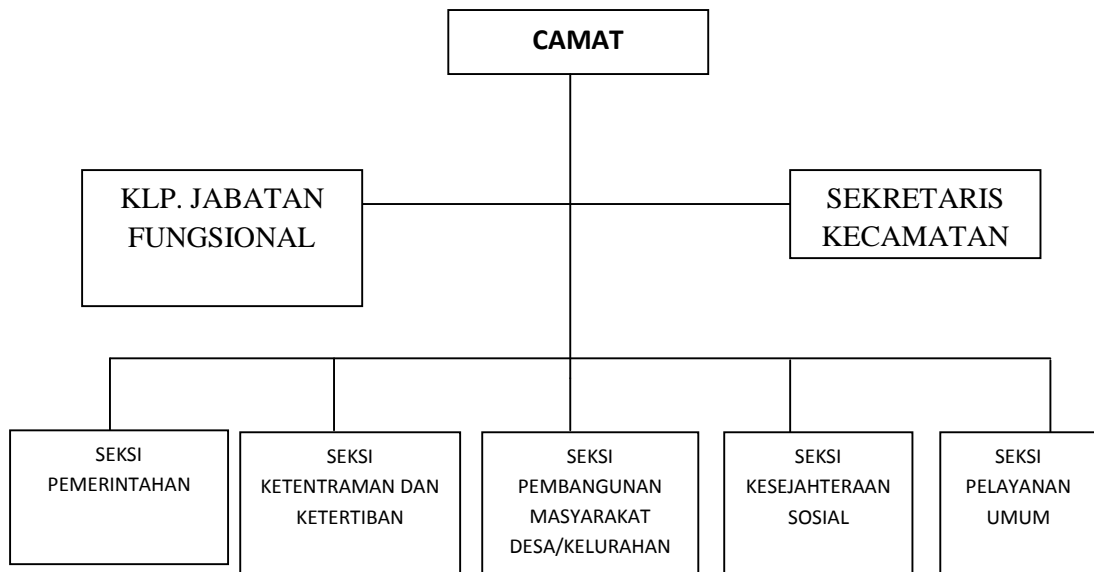 CAMAT
KLP. JABATAN
FUNGSIONAL
SEKRETARIS
KECAMATAN
SEKSI
PEMERINTAHAN
SEKSI
KETENTRAMAN DAN
KETERTIBAN
SEKSI
PEMBANGUNAN
MASYARAKAT
DESA/KELURAHAN
SEKSI
KESEJAHTERAAN
SOSIAL
SEKSI
PELAYANAN
UMUM